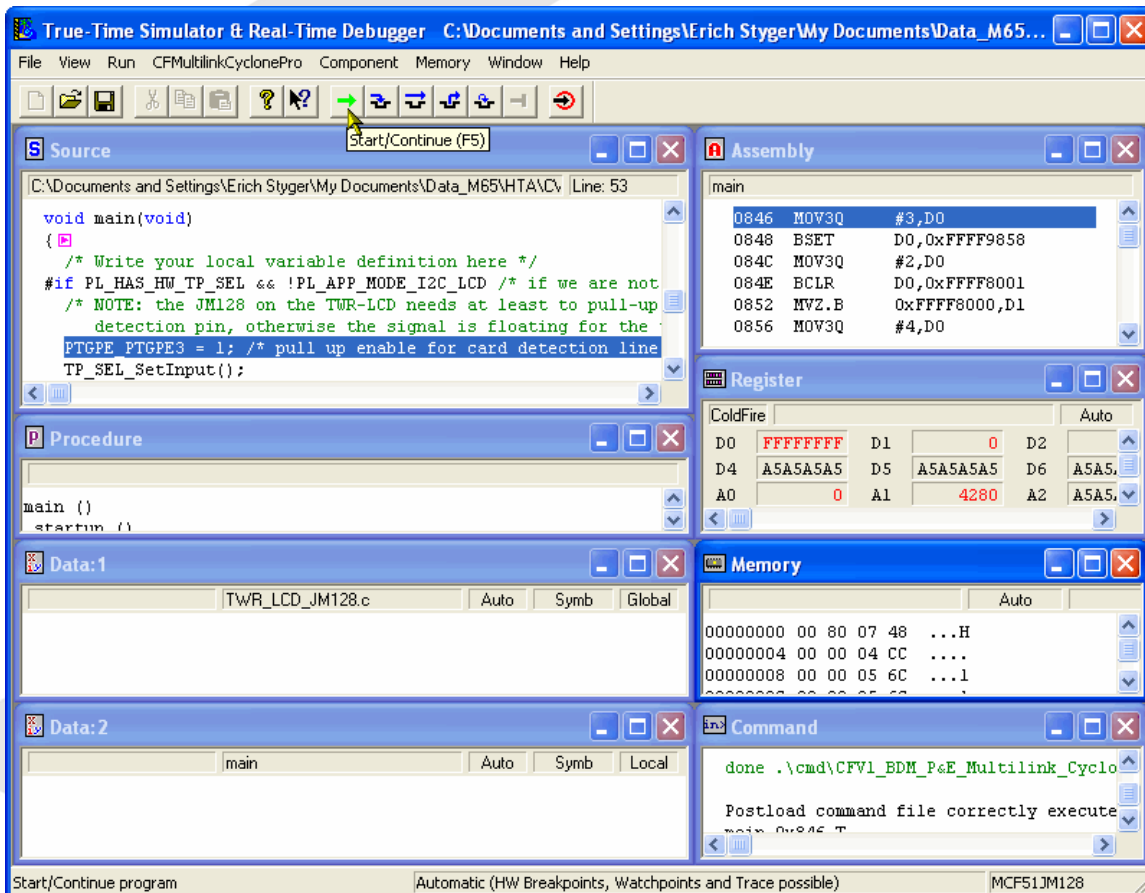 True-Time Simulator & Real-Time Debugger C:\Documents and Settings\Erich Styger\My Documents\Data_M65...
File View Run CFMultilinkCyclonePro Component Memory Window Help
Start/Continue (F5)
Source
C:\Documents and Settings\Erich Styger\My Documents\Data_M65\HTA\CV Line: 53
void main(void)
{
/* Write your local variable definition here */
#if PL_HAS_HW_TP_SEL && !PL_APP_MODE_I2C_LCD /* if we are not
/* NOTE: the JM128 on the TWR-LCD needs at least to pull-up
detection pin, otherwise the signal is floating for the
PTGPE_PTGPE3 = 1; /* pull up enable for card detection line
TP_SEL_SetInput();
Assembly
main
0846 MOV3Q #3,D0
0848 BSET D0,0xFFFF9858
084C MOV3Q #2,D0
084E BCLR D0,0xFFFF8001
0852 MVZ.B 0xFFFF8000,D1
0856 MOV3Q #4,D0
Register
ColdFire Auto
D0 FFFFFFFF D1 0 D2
D4 A5A5A5A5 D5 A5A5A5A5 D6 A5A5
A0 0 A1 4280 A2 A5A5
Procedure
main ()
_startup ()
Data:1
TWR_LCD_JM128.c Auto Symb Global
Memory
Auto
00000000 00 80 07 48 ...H
00000004 00 00 04 CC ....
00000008 00 00 05 6C ...l
Data:2
main Auto Symb Local
Command
done .\cmd\CFV1_BDM_P&E_Multilink_Cyclo
Postload command file correctly execute
main 0x846 T
Start/Continue program Automatic (HW Breakpoints, Watchpoints and Trace possible) MCF51JM128